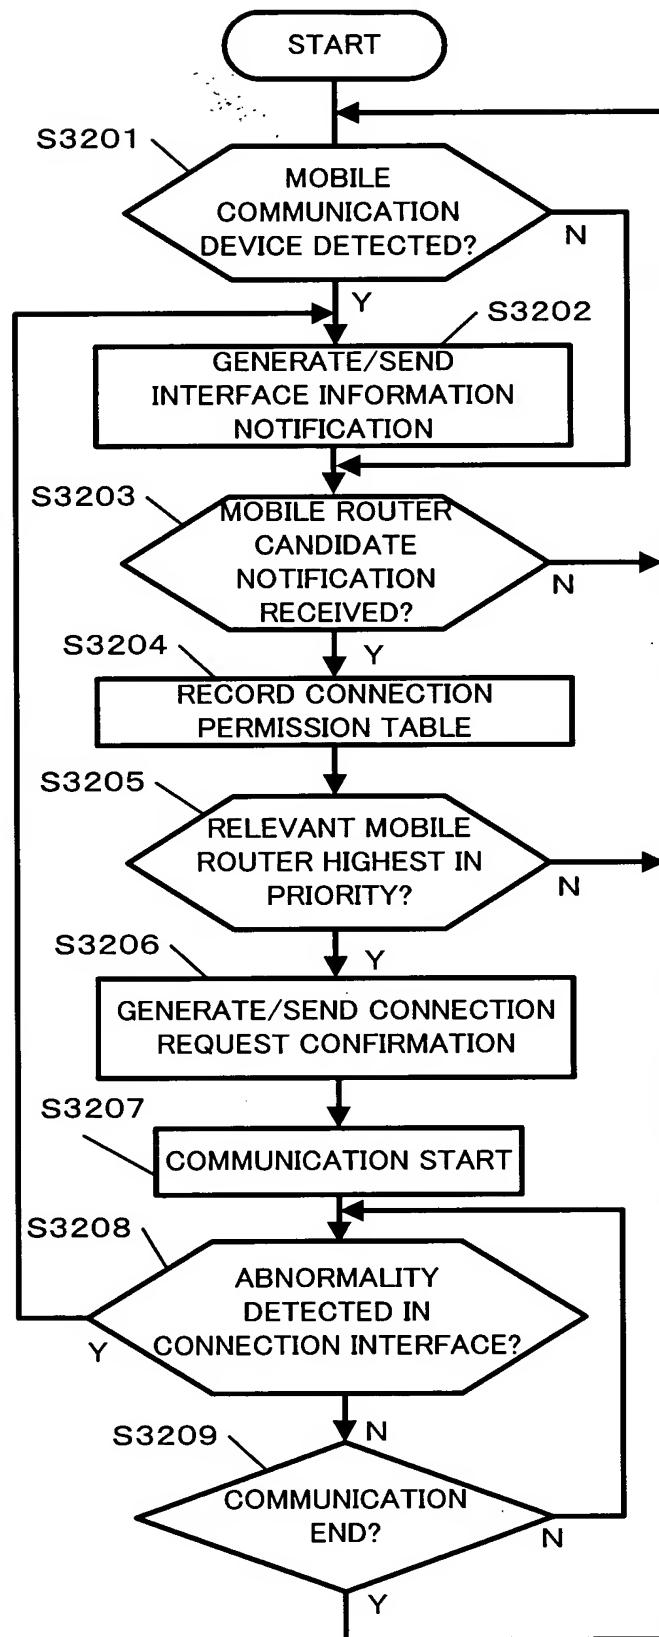 START
S3201
MOBILE
COMMUNICATION
DEVICE DETECTED?
N
Y
S3202
GENERATE/SEND
INTERFACE INFORMATION
NOTIFICATION
S3203
MOBILE ROUTER
CANDIDATE
NOTIFICATION
RECEIVED?
N
S3204
Y
RECORD CONNECTION
PERMISSION TABLE
S3205
RELEVANT MOBILE
ROUTER HIGHEST IN
PRIORITY?
N
S3206
Y
GENERATE/SEND CONNECTION
REQUEST CONFIRMATION
S3207
COMMUNICATION START
S3208
ABNORMALITY
DETECTED IN
CONNECTION INTERFACE?
Y
N
S3209
COMMUNICATION
END?
N
Y